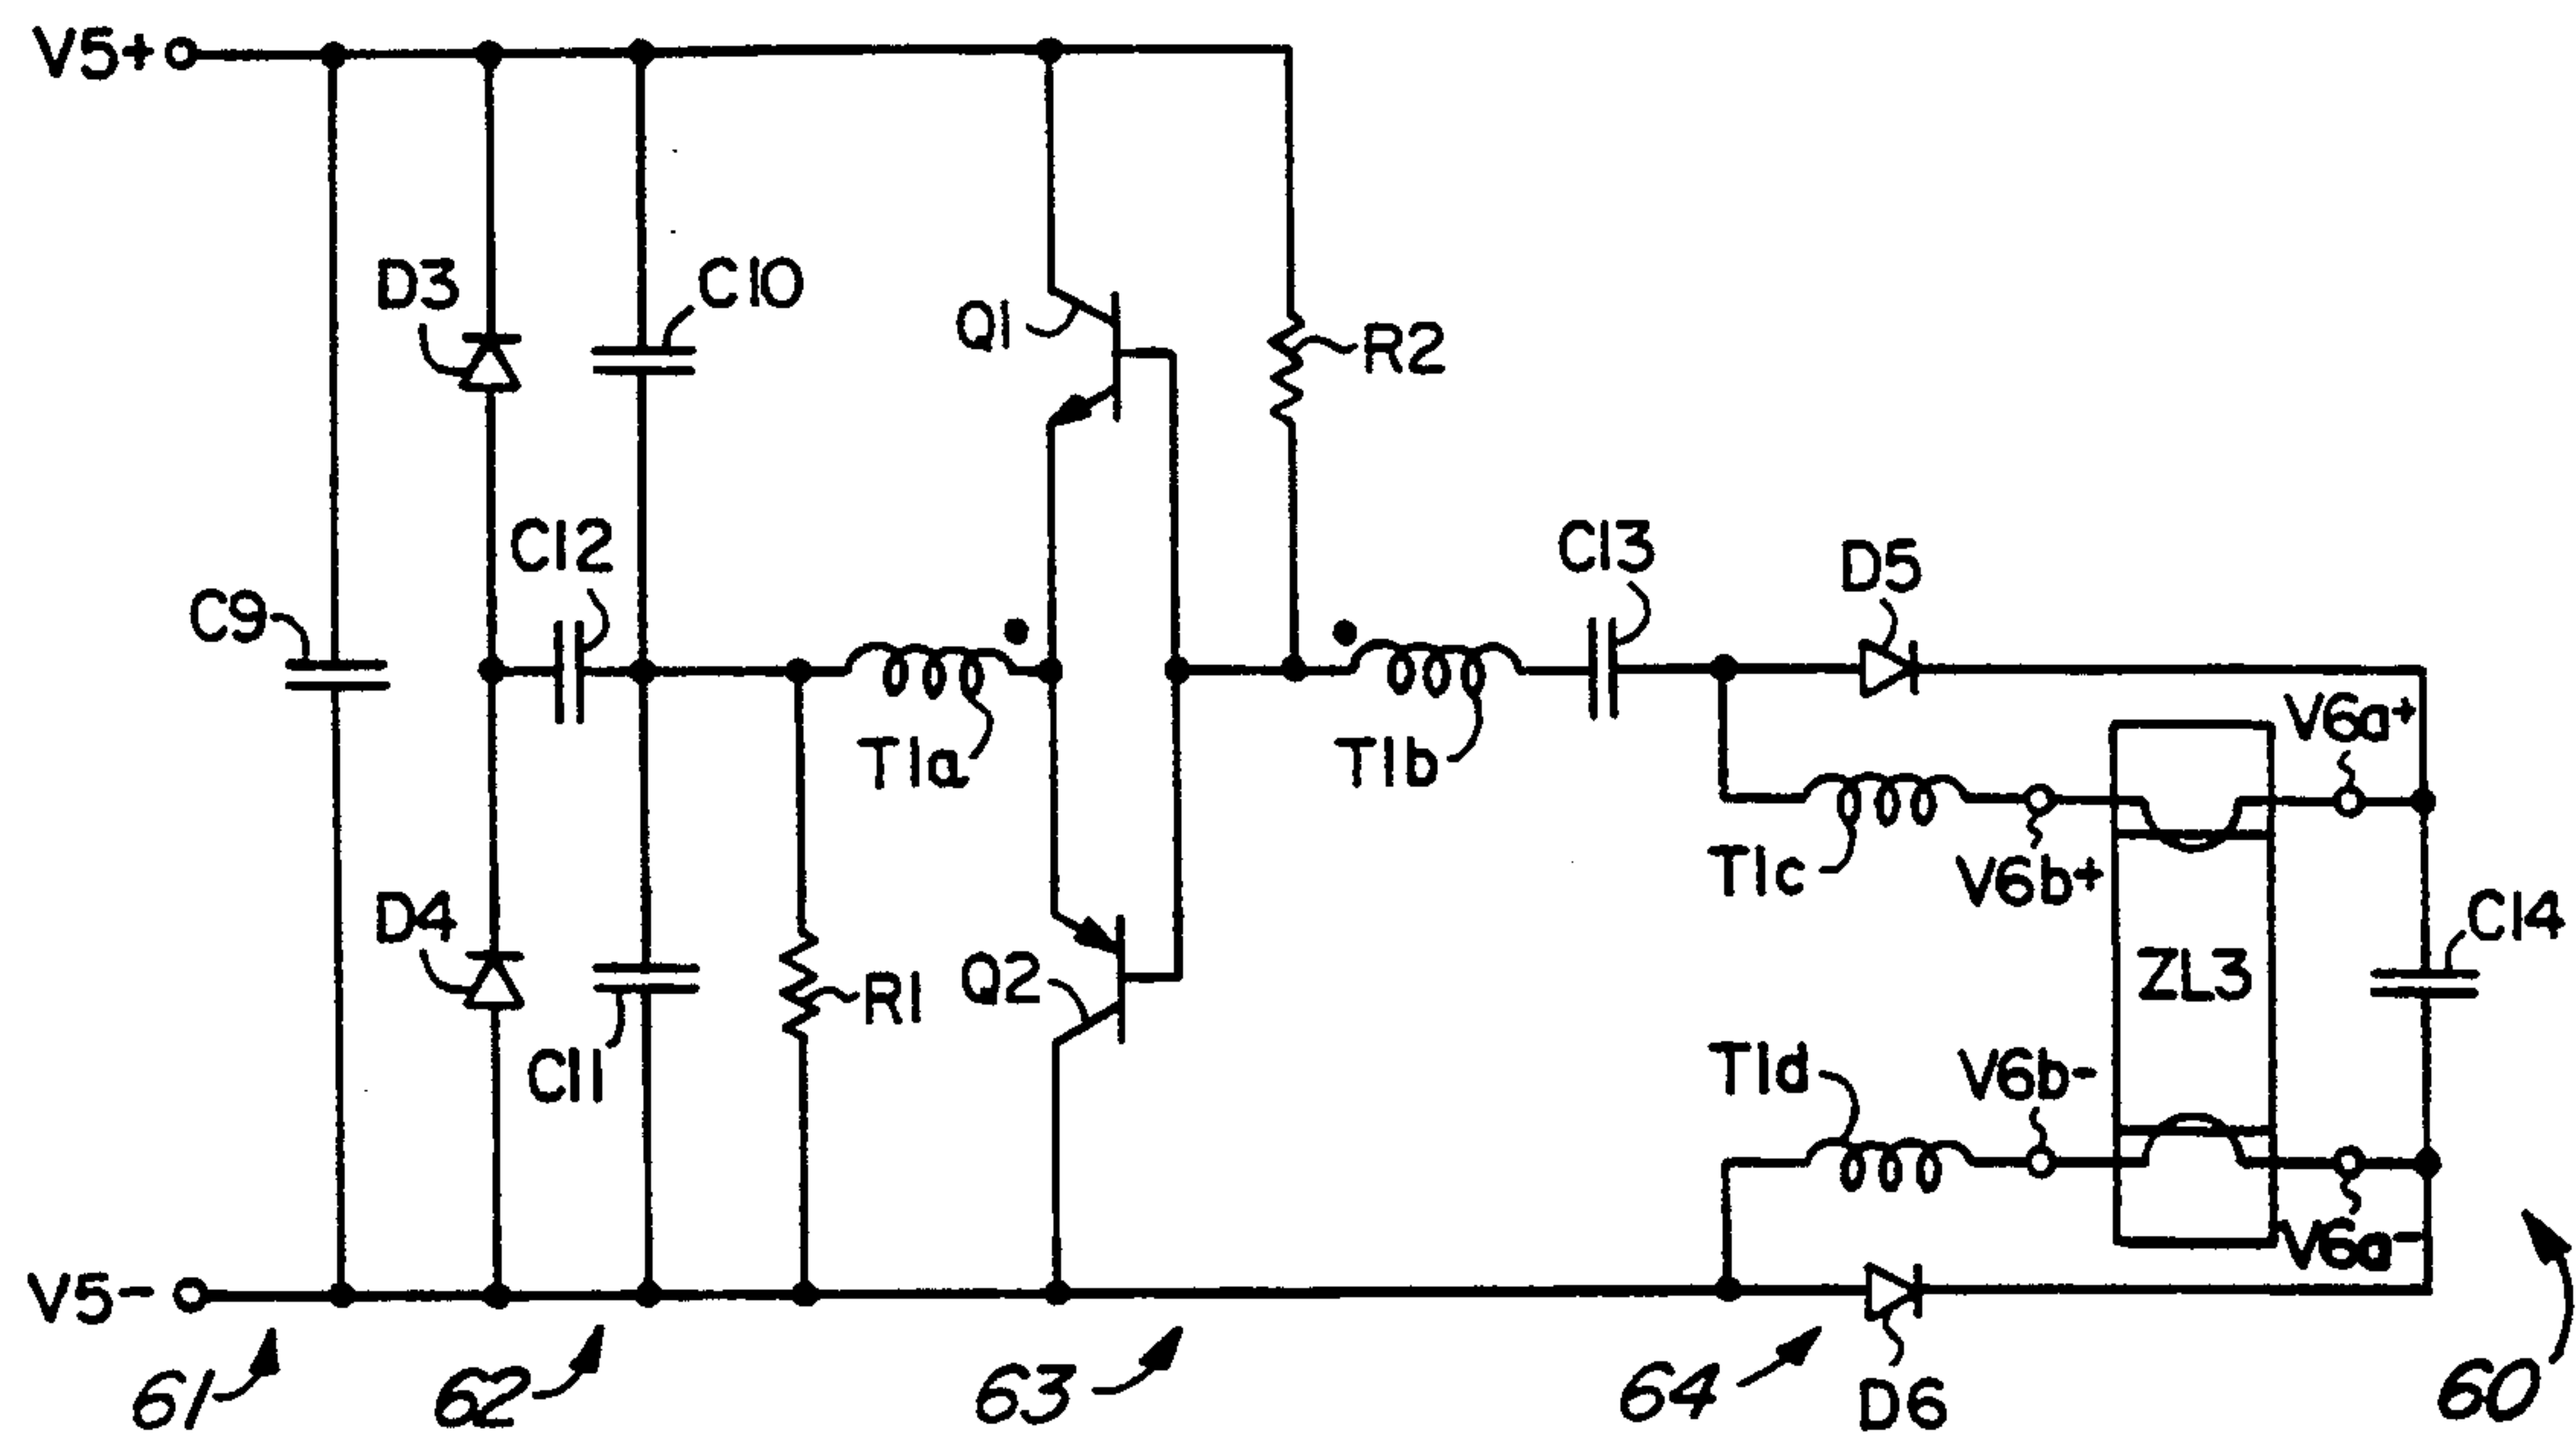 V5+
D3
C10
Q1
R2
C12
C13
D5
C9
V6a+
T1a
T1b
T1c
V6b+
D4
C14
ZL3
Q2
R1
C11
T1d
V6b-
V6a-
V5-
61
62
63
64
D6
60